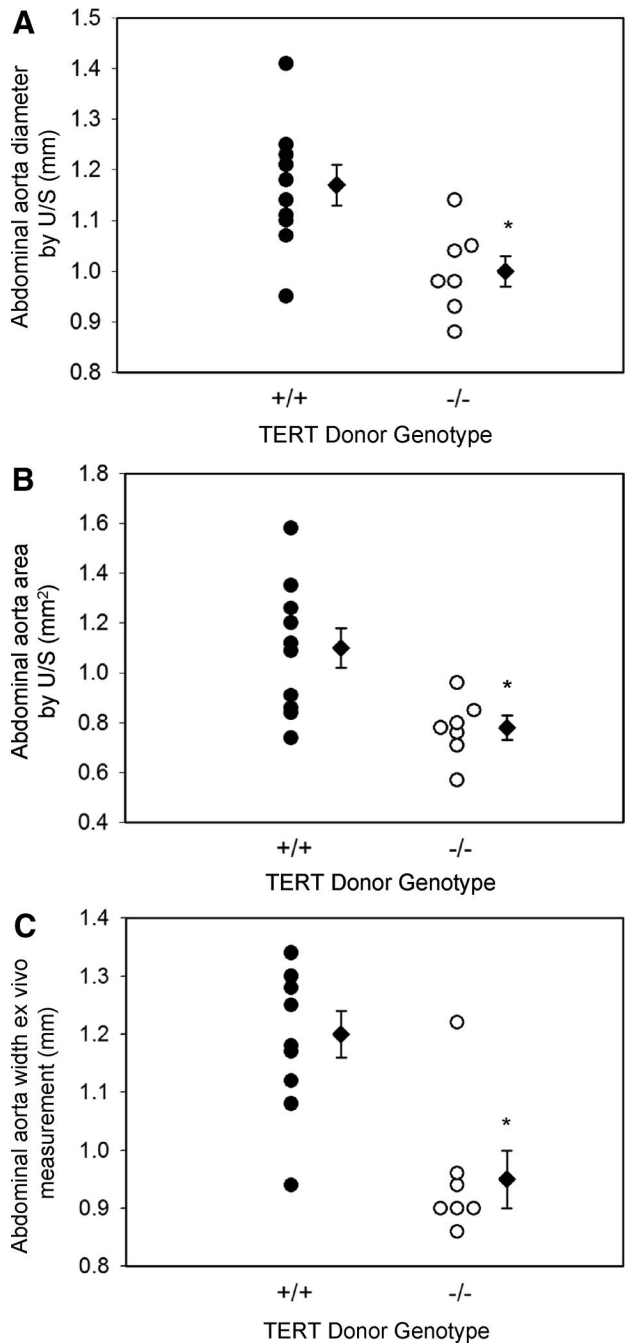 A
Abdominal aorta diameter
by U/S (mm)
1.5
1.4
1.3
1.2
1.1
1.0
0.9
0.8
*
+/+ -/-
TERT Donor Genotype
B
Abdominal aorta area
by U/S (mm²)
1.8
1.6
1.4
1.2
1.0
0.8
0.6
0.4
*
+/+ -/-
TERT Donor Genotype
C
Abdominal aorta width ex vivo
measurement (mm)
1.4
1.3
1.2
1.1
1.0
0.9
0.8
*
+/+ -/-
TERT Donor Genotype